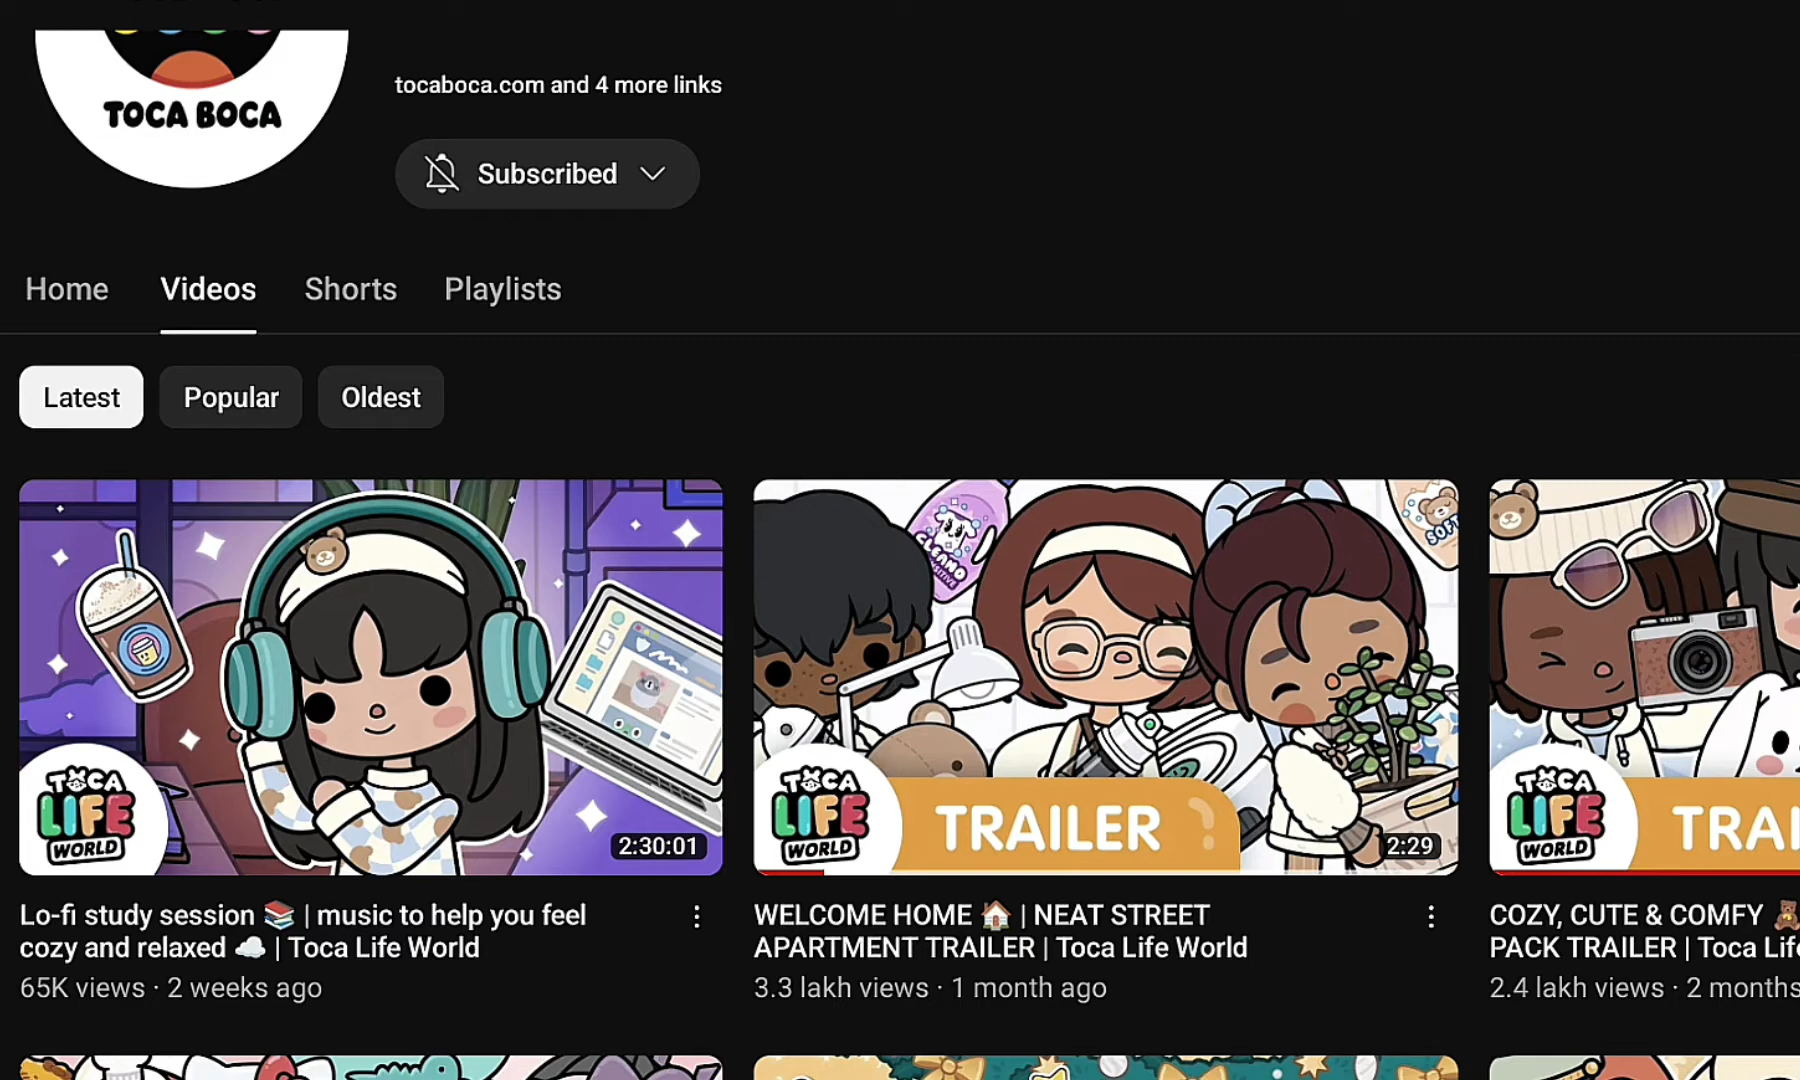 TOCA BOCA
tocaboca.com and 4 more links
Subscribed
Home Videos Shorts Playlists
Latest Popular Oldest
TOCA
LIFE
WORLD
2:30:01
CLEANO
SOFT
TOCA
LIFE
WORLD
TRAILER
2:29
TOCA
LIFE
WORLD
TRAI
Lo-fi study session 📚 | music to help you feel
cozy and relaxed ☁️ | Toca Life World
65K views · 2 weeks ago
WELCOME HOME 🏠 | NEAT STREET
APARTMENT TRAILER | Toca Life World
3.3 lakh views · 1 month ago
COZY, CUTE & COMFY 🧸
PACK TRAILER | Toca Life
2.4 lakh views · 2 months